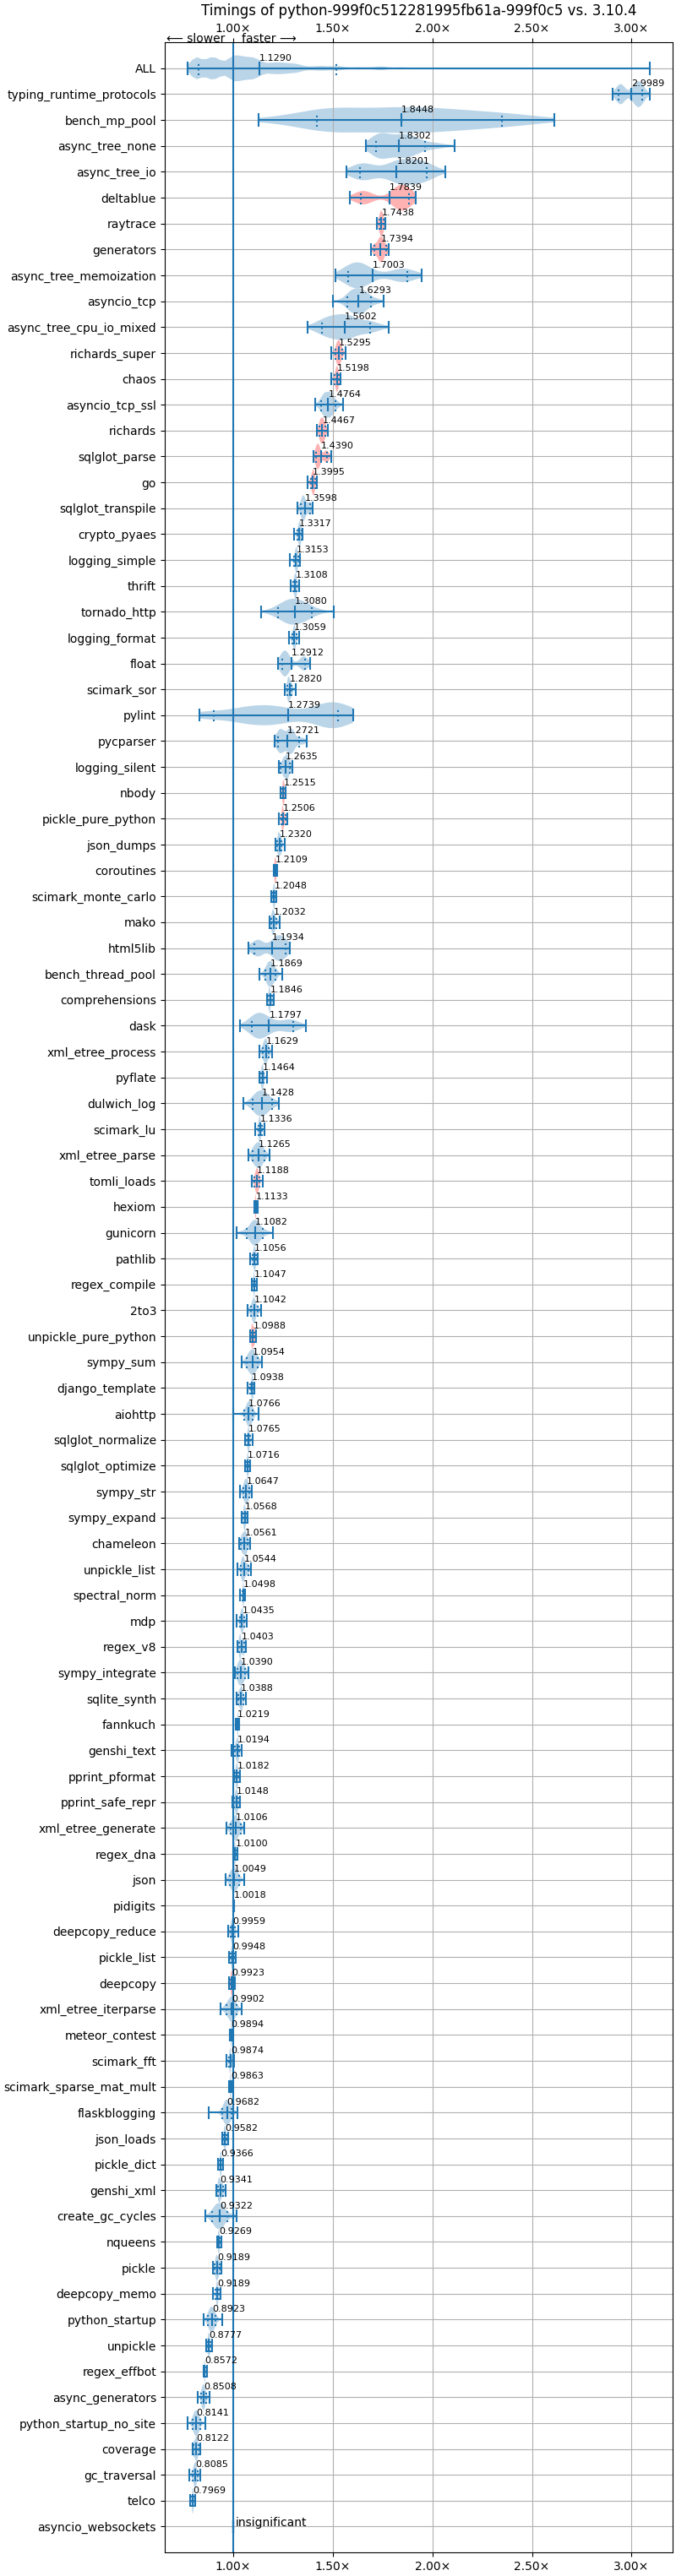 Timings of python-999f0c512281995fb61a-999f0c5 vs. 3.10.4
⟵ slower faster ⟶
1.00× 1.50× 2.00× 2.50× 3.00×
ALL 1.1290
typing_runtime_protocols 2.9989
bench_mp_pool 1.8448
async_tree_none 1.8302
async_tree_io 1.8201
deltablue 1.7839
raytrace 1.7438
generators 1.7394
async_tree_memoization 1.7003
asyncio_tcp 1.6293
async_tree_cpu_io_mixed 1.5602
richards_super 1.5295
chaos 1.5198
asyncio_tcp_ssl 1.4764
richards 1.4467
sqlglot_parse 1.4390
go 1.3995
sqlglot_transpile 1.3598
crypto_pyaes 1.3317
logging_simple 1.3153
thrift 1.3108
tornado_http 1.3080
logging_format 1.3059
float 1.2912
scimark_sor 1.2820
pylint 1.2739
pycparser 1.2721
logging_silent 1.2635
nbody 1.2515
pickle_pure_python 1.2506
json_dumps 1.2320
coroutines 1.2109
scimark_monte_carlo 1.2048
mako 1.2032
html5lib 1.1934
bench_thread_pool 1.1869
comprehensions 1.1846
dask 1.1797
xml_etree_process 1.1629
pyflate 1.1464
dulwich_log 1.1428
scimark_lu 1.1336
xml_etree_parse 1.1265
tomli_loads 1.1188
hexiom 1.1133
gunicorn 1.1082
pathlib 1.1056
regex_compile 1.1047
2to3 1.1042
unpickle_pure_python 1.0988
sympy_sum 1.0954
django_template 1.0938
aiohttp 1.0766
sqlglot_normalize 1.0765
sqlglot_optimize 1.0716
sympy_str 1.0647
sympy_expand 1.0568
chameleon 1.0561
unpickle_list 1.0544
spectral_norm 1.0498
mdp 1.0435
regex_v8 1.0403
sympy_integrate 1.0390
sqlite_synth 1.0388
fannkuch 1.0219
genshi_text 1.0194
pprint_pformat 1.0182
pprint_safe_repr 1.0148
xml_etree_generate 1.0106
regex_dna 1.0100
json 1.0049
pidigits 1.0018
deepcopy_reduce 0.9959
pickle_list 0.9948
deepcopy 0.9923
xml_etree_iterparse 0.9902
meteor_contest 0.9894
scimark_fft 0.9874
scimark_sparse_mat_mult 0.9863
flaskblogging 0.9682
json_loads 0.9582
pickle_dict 0.9366
genshi_xml 0.9341
create_gc_cycles 0.9322
nqueens 0.9269
pickle 0.9189
deepcopy_memo 0.9189
python_startup 0.8923
unpickle 0.8777
regex_effbot 0.8572
async_generators 0.8508
python_startup_no_site 0.8141
coverage 0.8122
gc_traversal 0.8085
telco 0.7969
asyncio_websockets insignificant
1.00× 1.50× 2.00× 2.50× 3.00×